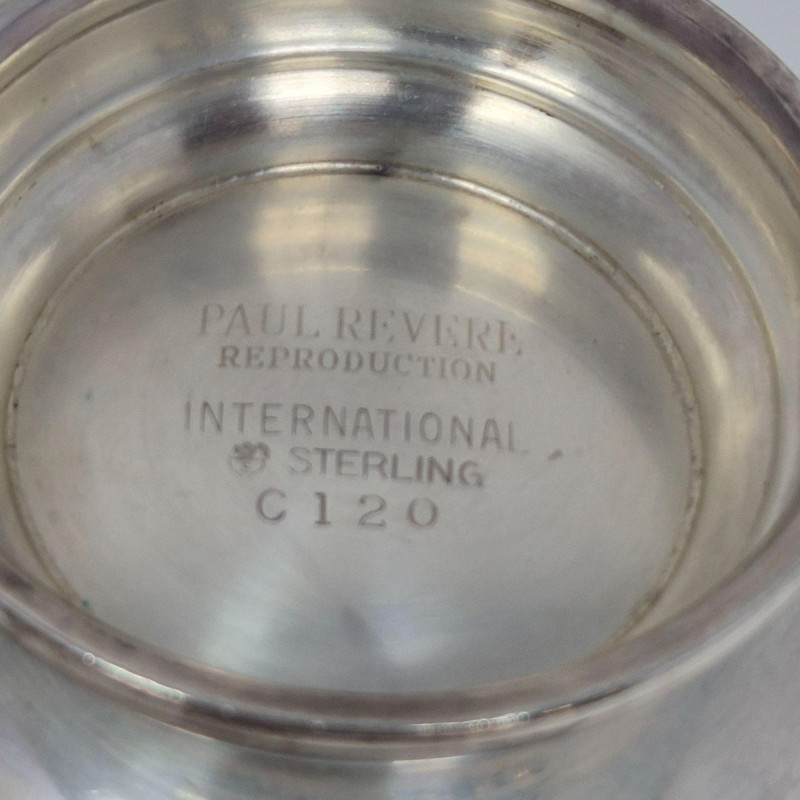 PAUL REVERE
REPRODUCTION
INTERNATIONAL
STERLING
C120